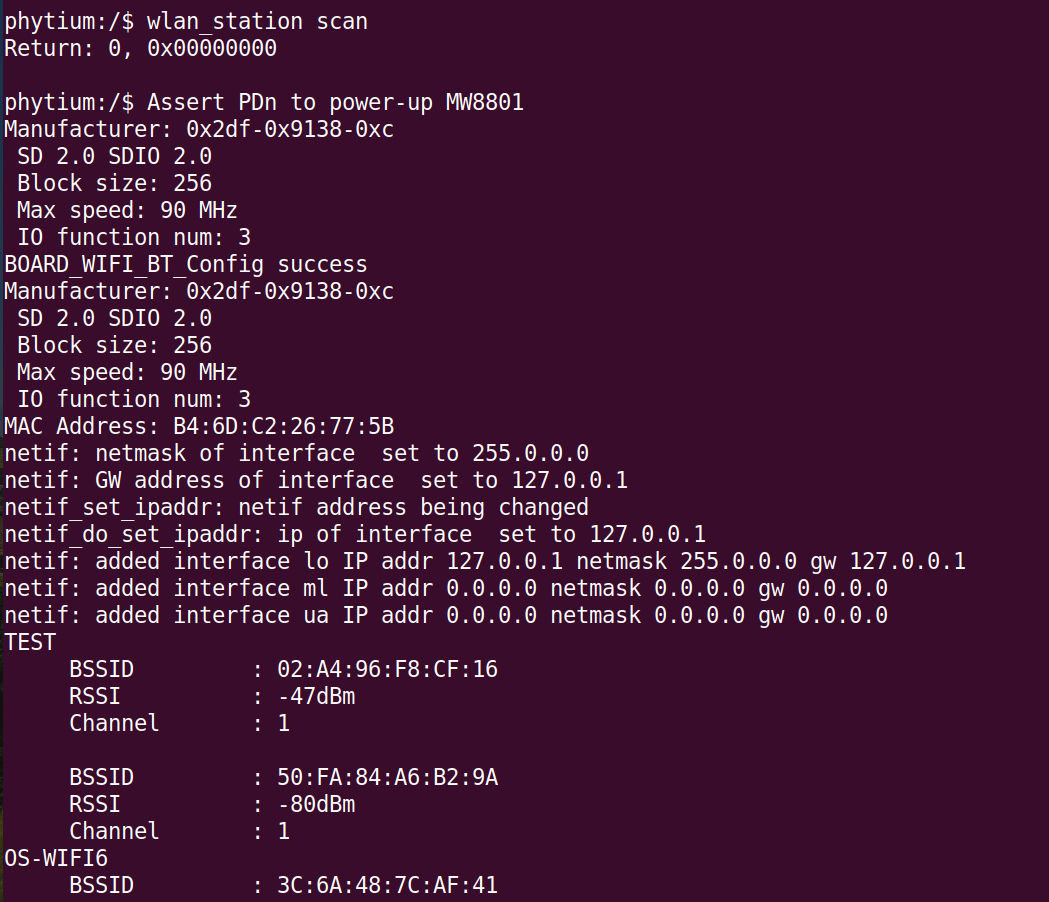 phytium:/$ wlan_station scan
Return: 0, 0x00000000
phytium:/$ Assert PDn to power-up MW8801
Manufacturer: 0x2df-0x9138-0xc
SD 2.0 SDIO 2.0
Block size: 256
Max speed: 90 MHz
IO function num: 3
BOARD_WIFI_BT_Config success
Manufacturer: 0x2df-0x9138-0xc
SD 2.0 SDIO 2.0
Block size: 256
Max speed: 90 MHz
IO function num: 3
MAC Address: B4:6D:C2:26:77:5B
netif: netmask of interface  set to 255.0.0.0
netif: GW address of interface  set to 127.0.0.1
netif_set_ipaddr: netif address being changed
netif_do_set_ipaddr: ip of interface  set to 127.0.0.1
netif: added interface lo IP addr 127.0.0.1 netmask 255.0.0.0 gw 127.0.0.1
netif: added interface ml IP addr 0.0.0.0 netmask 0.0.0.0 gw 0.0.0.0
netif: added interface ua IP addr 0.0.0.0 netmask 0.0.0.0 gw 0.0.0.0
TEST
BSSID         : 02:A4:96:F8:CF:16
RSSI          : -47dBm
Channel       : 1
BSSID         : 50:FA:84:A6:B2:9A
RSSI          : -80dBm
Channel       : 1
OS-WIFI6
BSSID         : 3C:6A:48:7C:AF:41